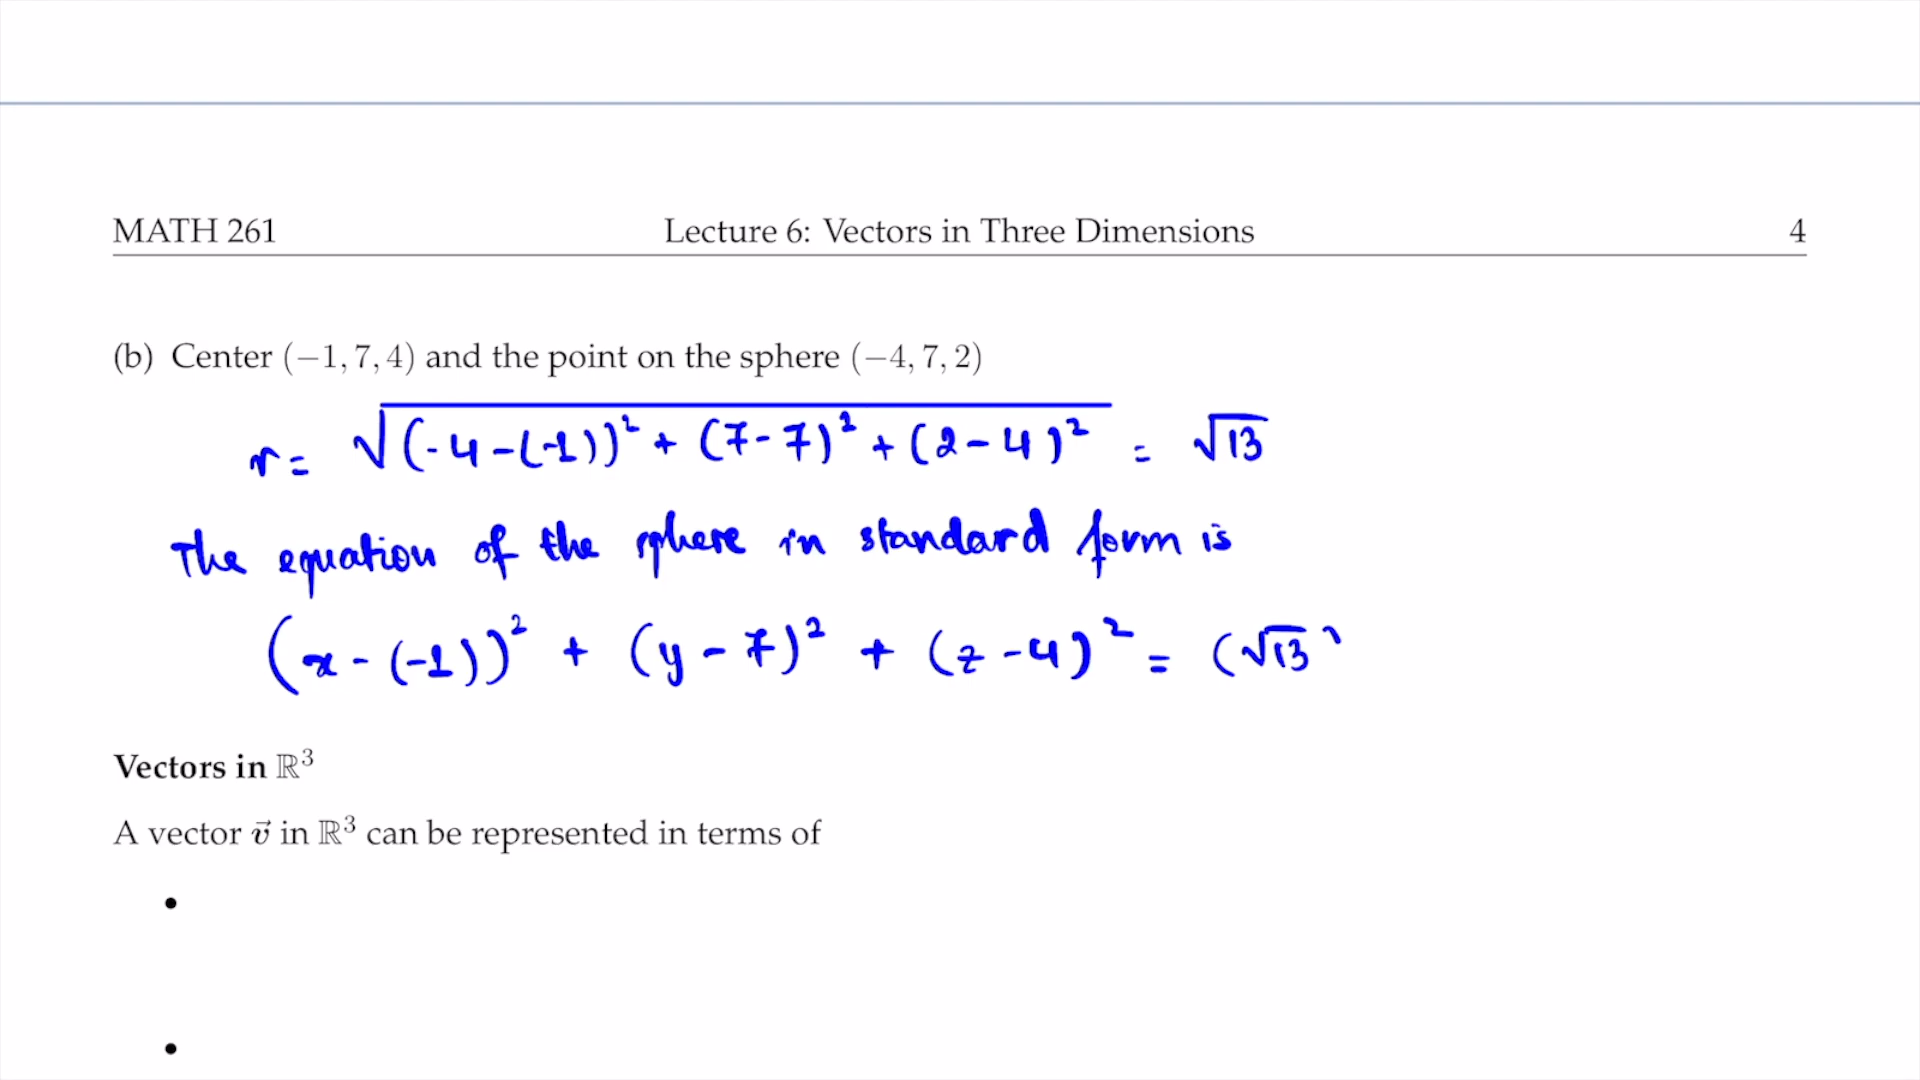 MATH 261 Lecture 6: Vectors in Three Dimensions 4
(b) Center (−1, 7, 4) and the point on the sphere (−4, 7, 2)
r = √((-4-(-1))² + (7-7)² + (2-4)²) = √13
The equation of the sphere in standard form is
(x-(-1))² + (y-7)² + (z-4)² = (√13)
Vectors in ℝ³
A vector v⃗ in ℝ³ can be represented in terms of
•
•